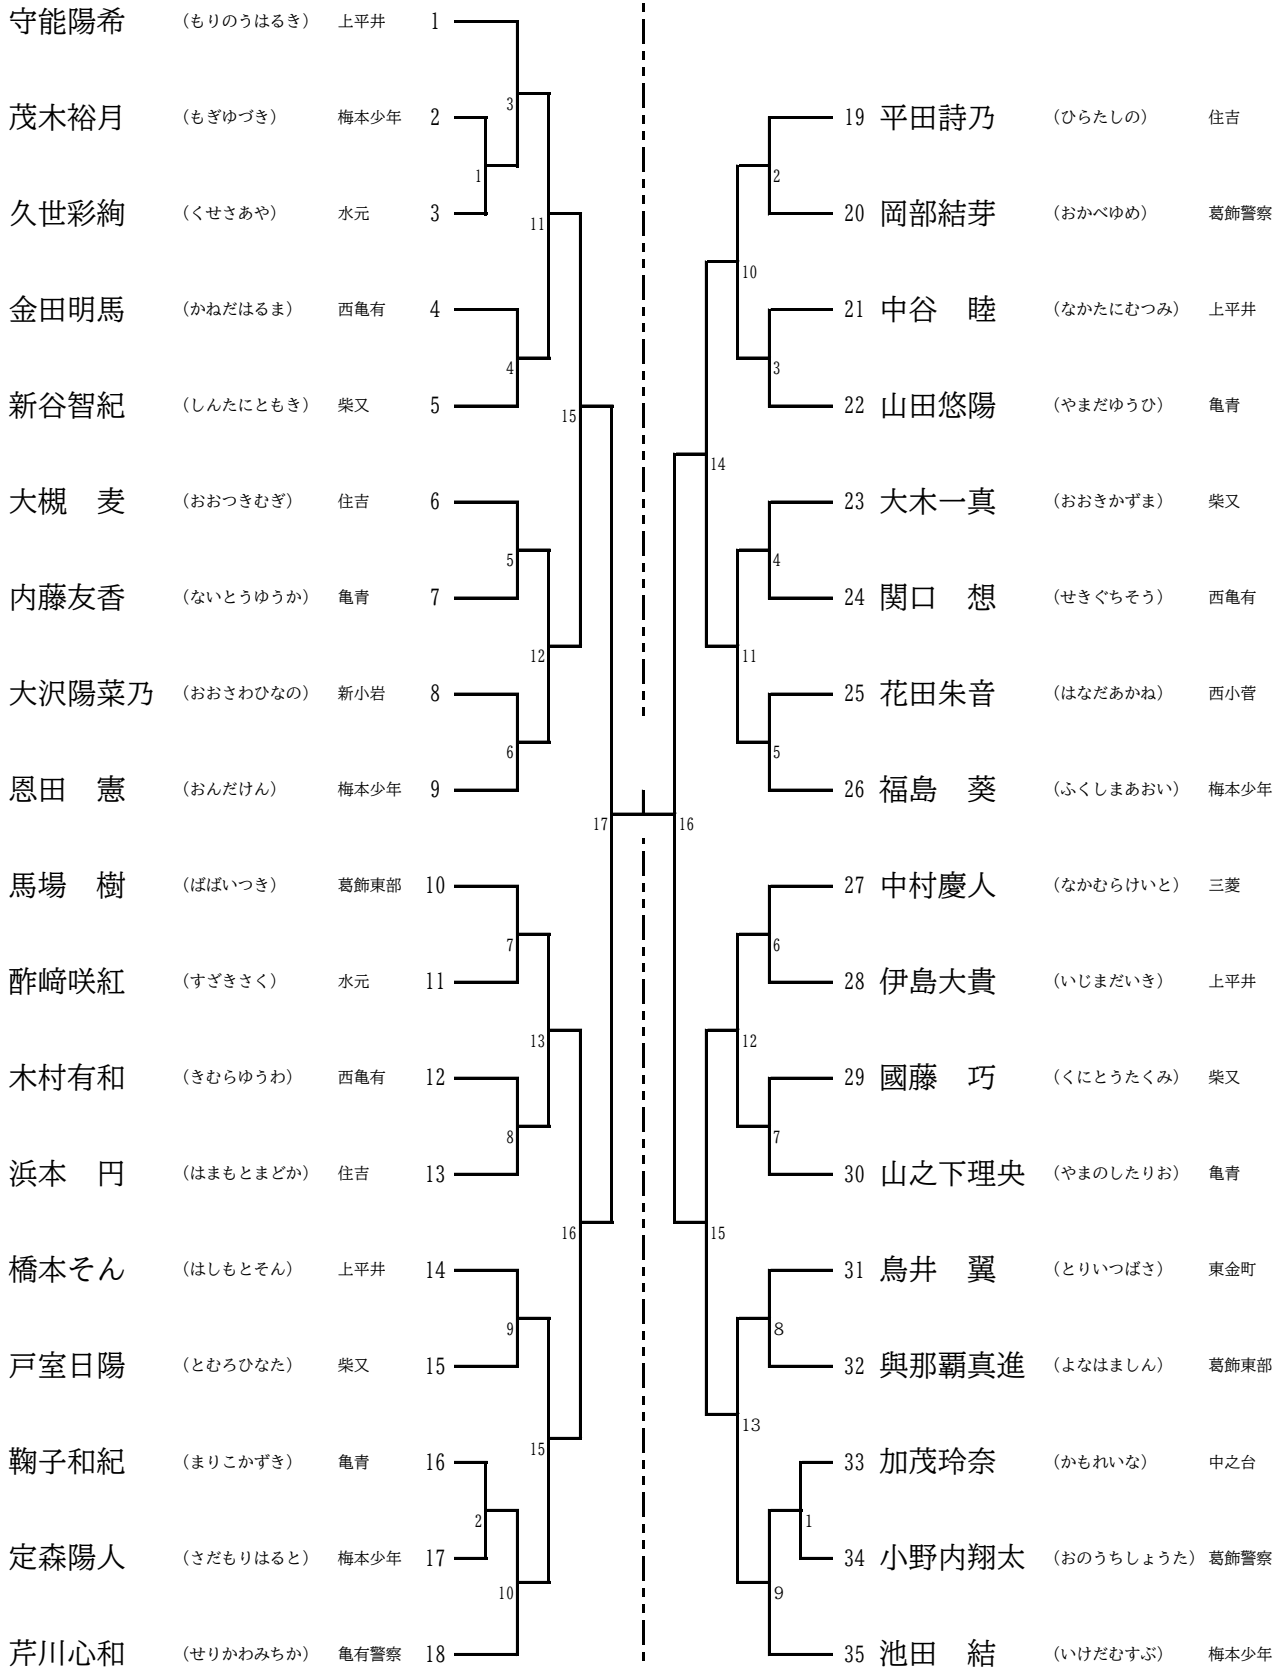 守能陽希 （もりのうはるき） 上平井 1
3
茂木裕月 （もぎゆづき） 梅本少年 2
1
久世彩絢 （くせさあや） 水元 3
11
金田明馬 （かねだはるま） 西亀有 4
4
新谷智紀 （しんたにともき） 柴又 5
15
大槻　麦 （おおつきむぎ） 住吉 6
5
内藤友香 （ないとうゆうか） 亀青 7
12
大沢陽菜乃 （おおさわひなの） 新小岩 8
6
恩田　憲 （おんだけん） 梅本少年 9
17
馬場　樹 （ばばいつき） 葛飾東部 10
7
酢﨑咲紅 （すざきさく） 水元 11
13
木村有和 （きむらゆうわ） 西亀有 12
8
浜本　円 （はまもとまどか） 住吉 13
16
橋本そん （はしもとそん） 上平井 14
9
戸室日陽 （とむろひなた） 柴又 15
15
鞠子和紀 （まりこかずき） 亀青 16
2
定森陽人 （さだもりはると） 梅本少年 17
10
芹川心和 （せりかわみちか） 亀有警察 18
19 平田詩乃 （ひらたしの） 住吉
2
20 岡部結芽 （おかべゆめ） 葛飾警察
10
21 中谷　睦 （なかたにむつみ） 上平井
3
22 山田悠陽 （やまだゆうひ） 亀青
14
23 大木一真 （おおきかずま） 柴又
4
24 関口　想 （せきぐちそう） 西亀有
11
25 花田朱音 （はなだあかね） 西小菅
5
26 福島　葵 （ふくしまあおい） 梅本少年
16
27 中村慶人 （なかむらけいと） 三菱
6
28 伊島大貴 （いじまだいき） 上平井
12
29 國藤　巧 （くにとうたくみ） 柴又
7
30 山之下理央 （やまのしたりお） 亀青
15
31 鳥井　翼 （とりいつばさ） 東金町
8
32 與那覇真進 （よなはましん） 葛飾東部
13
33 加茂玲奈 （かもれいな） 中之台
1
34 小野内翔太 （おのうちしょうた） 葛飾警察
9
35 池田　結 （いけだむすぶ） 梅本少年